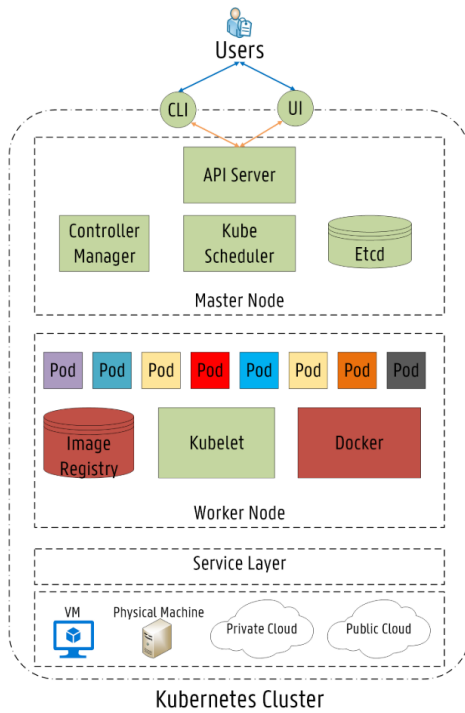 Users
CLI
UI
API Server
Controller
Manager
Kube
Scheduler
Etcd
Master Node
Pod Pod Pod Pod Pod Pod Pod Pod
Image
Registry
Kubelet
Docker
Worker Node
Service Layer
VM
Physical Machine
Private Cloud
Public Cloud
Kubernetes Cluster